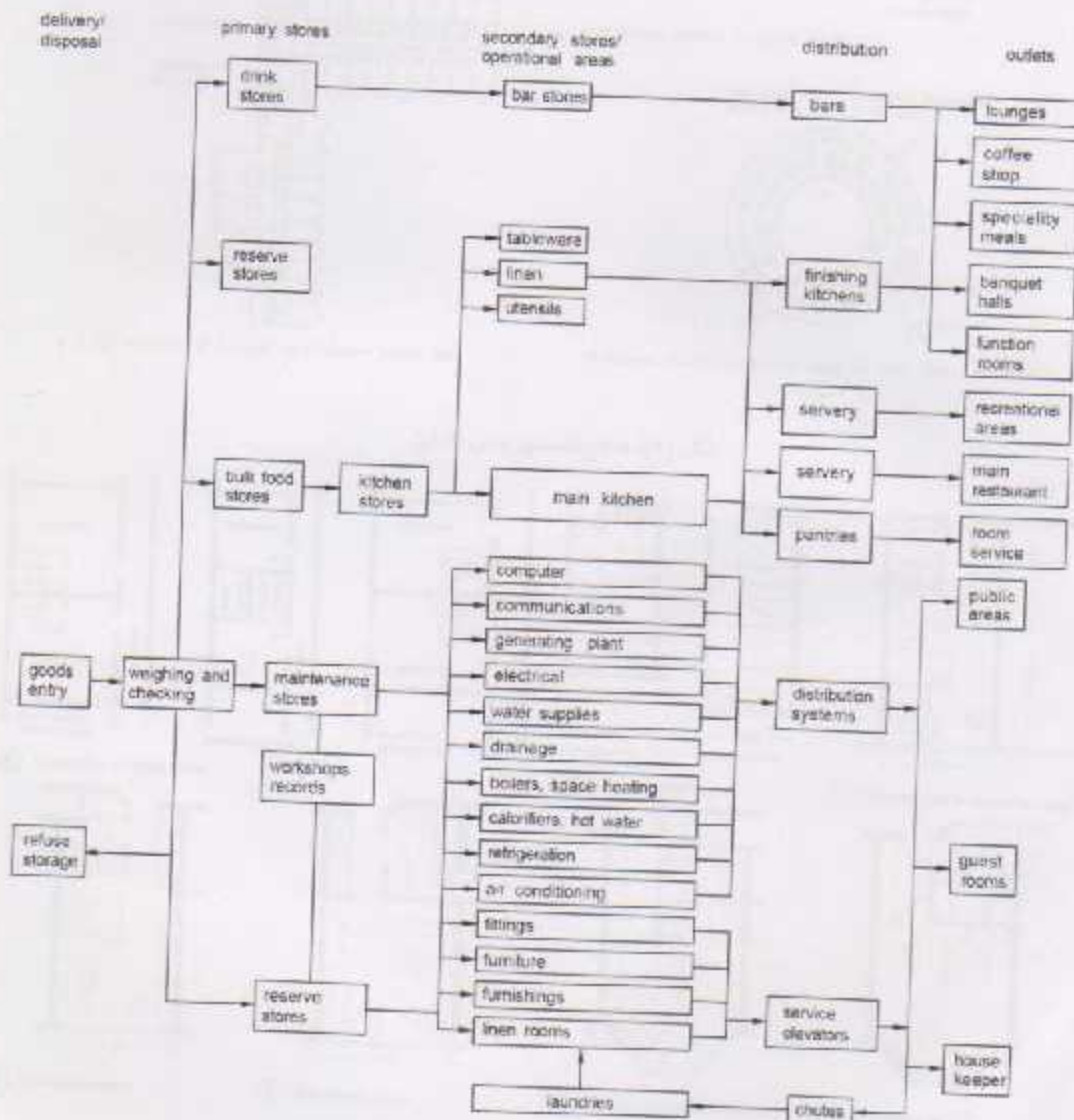 delivery/
disposal
primary stores
secondary stores/
operational areas
distribution
outlets
drink
stores
bar stores
bars
lounges
coffee
shop
speciality
meals
banquet
halls
function
rooms
reserve
stores
tableware
linen
utensils
finishing
kitchens
servery
recreational
areas
bulk food
stores
kitchen
stores
main kitchen
servery
main
restaurant
pantries
room
service
computer
communications
generating plant
electrical
water supplies
drainage
boilers, space heating
calorifiers, hot water
refrigeration
air conditioning
fittings
furniture
furnishings
linen rooms
public
areas
goods
entry
weighing and
checking
maintenance
stores
workshops
records
distribution
systems
refuse
storage
guest
rooms
reserve
stores
service
elevators
house
keeper
laundries
chutes